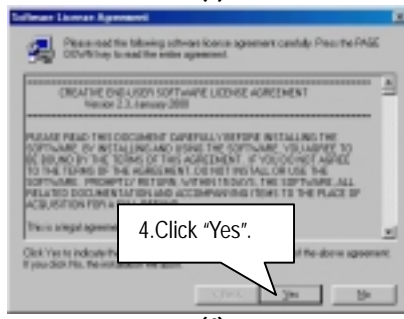 Software License Agreement
Please read the following software license agreement carefully. Press the PAGE
DOWN key to read the entire agreement.
CREATIVE END-USER SOFTWARE LICENSE AGREEMENT
Version 2.3, January 2000
PLEASE READ THIS DOCUMENT CAREFULLY BEFORE INSTALLING THE
SOFTWARE. BY INSTALLING AND USING THE SOFTWARE, YOU AGREE TO
BE BOUND BY THE TERMS OF THIS AGREEMENT. IF YOU DO NOT AGREE
TO THE TERMS OF THE AGREEMENT, DO NOT INSTALL OR USE THE
SOFTWARE. PROMPTLY RETURN, WITHIN 15 DAYS, THE SOFTWARE, ALL
RELATED DOCUMENTATION AND ACCOMPANYING ITEMS TO THE PLACE OF
ACQUISITION FOR A
This is a legal agreement
4.Click “Yes”.
Click Yes to indicate of the above agreement.
If you click No, the installation
< Back Yes No